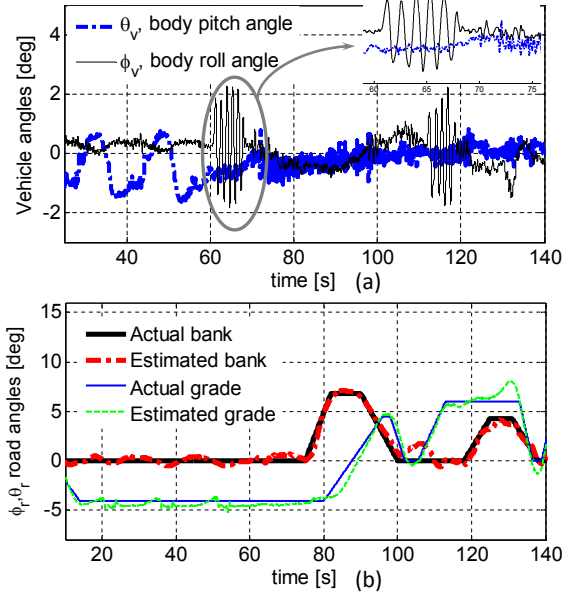 θv, body pitch angle
ϕv, body roll angle
Vehicle angles [deg]
4
2
0
-2
60 65 70 75
40 60 80 100 120 140
time [s] (a)
Actual bank
Estimated bank
Actual grade
Estimated grade
ϕr,θr road angles [deg]
15
10
5
0
-5
20 40 60 80 100 120 140
time [s] (b)